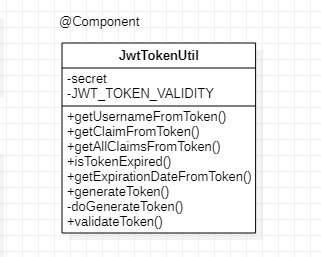 @Component
JwtTokenUtil
-secret
-JWT_TOKEN_VALIDITY
+getUsernameFromToken()
+getClaimFromToken()
+getAllClaimsFromToken()
+isTokenExpired()
+getExpirationDateFromToken()
+generateToken()
-doGenerateToken()
+validateToken()